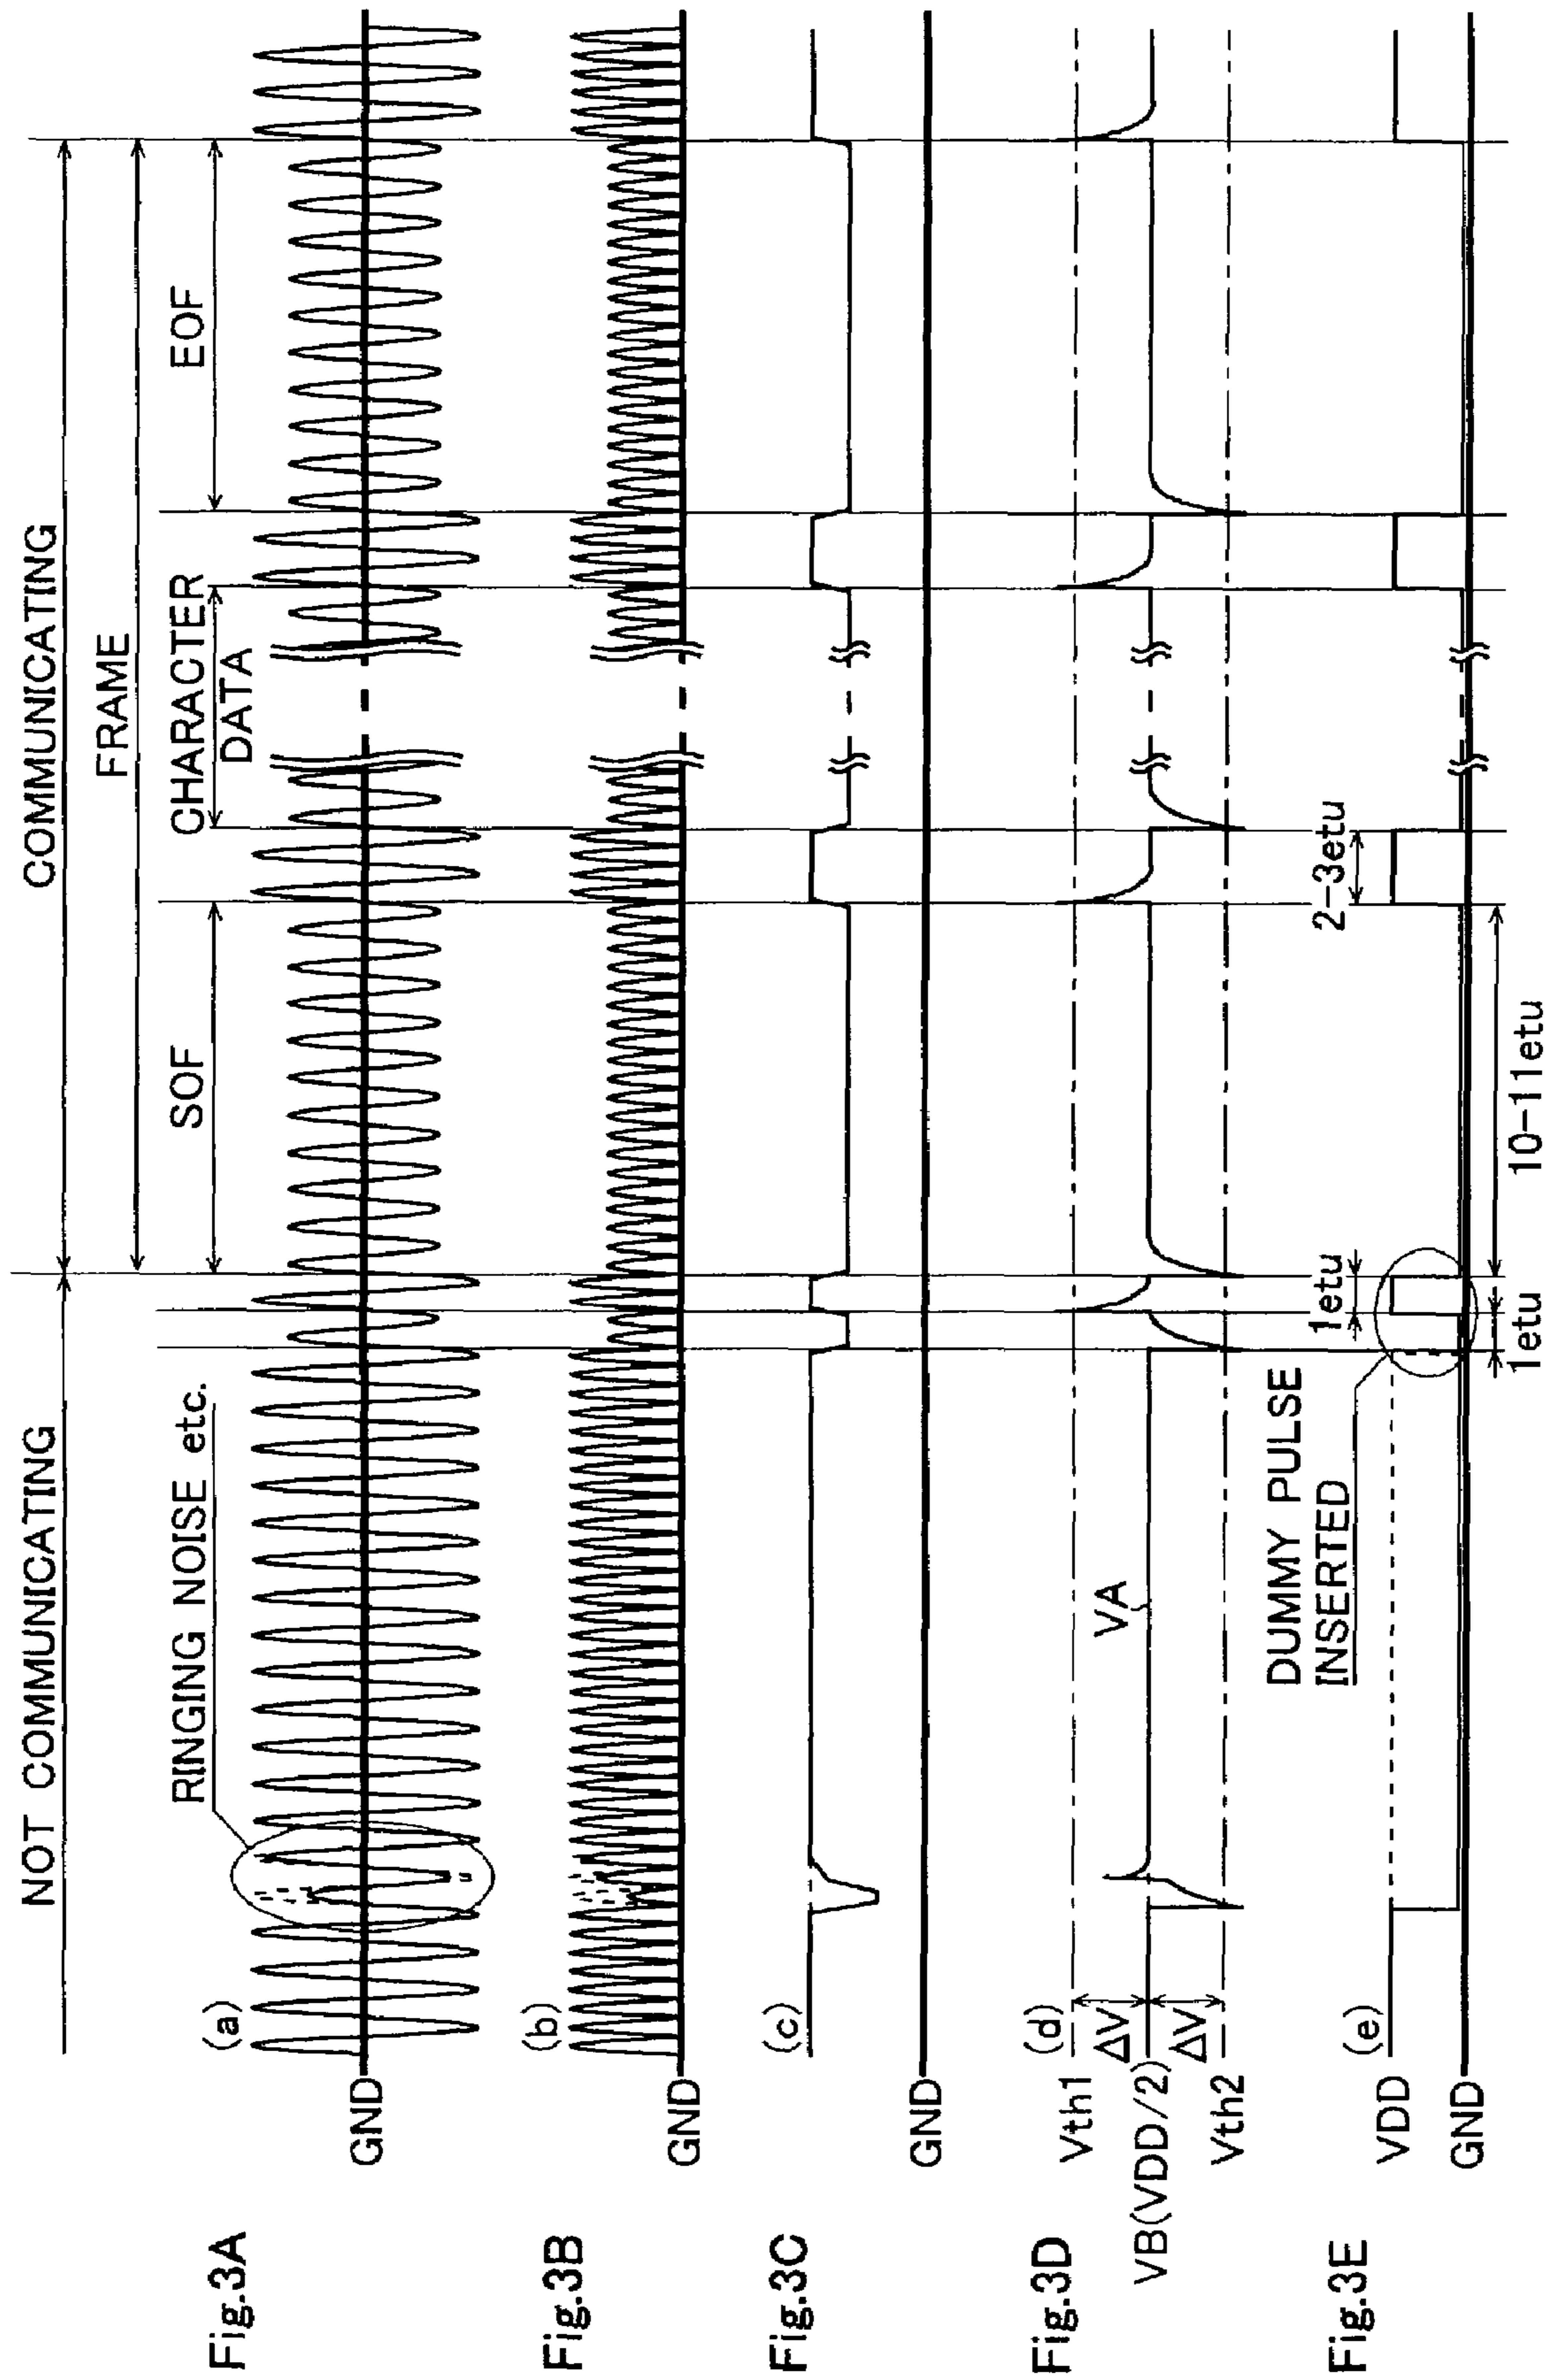 NOT COMMUNICATING
COMMUNICATING
FRAME
RINGING NOISE etc.
SOF
CHARACTER
DATA
EOF
Fig.3A
(a)
GND
Fig.3B
(b)
GND
Fig.3C
(c)
GND
Fig.3D
(d)
Vth1
ΔV
VB(VDD/2)
ΔV
Vth2
VA
DUMMY PULSE
INSERTED
1etu
2-3etu
Fig.3E
(e)
VDD
GND
1etu
10-11etu